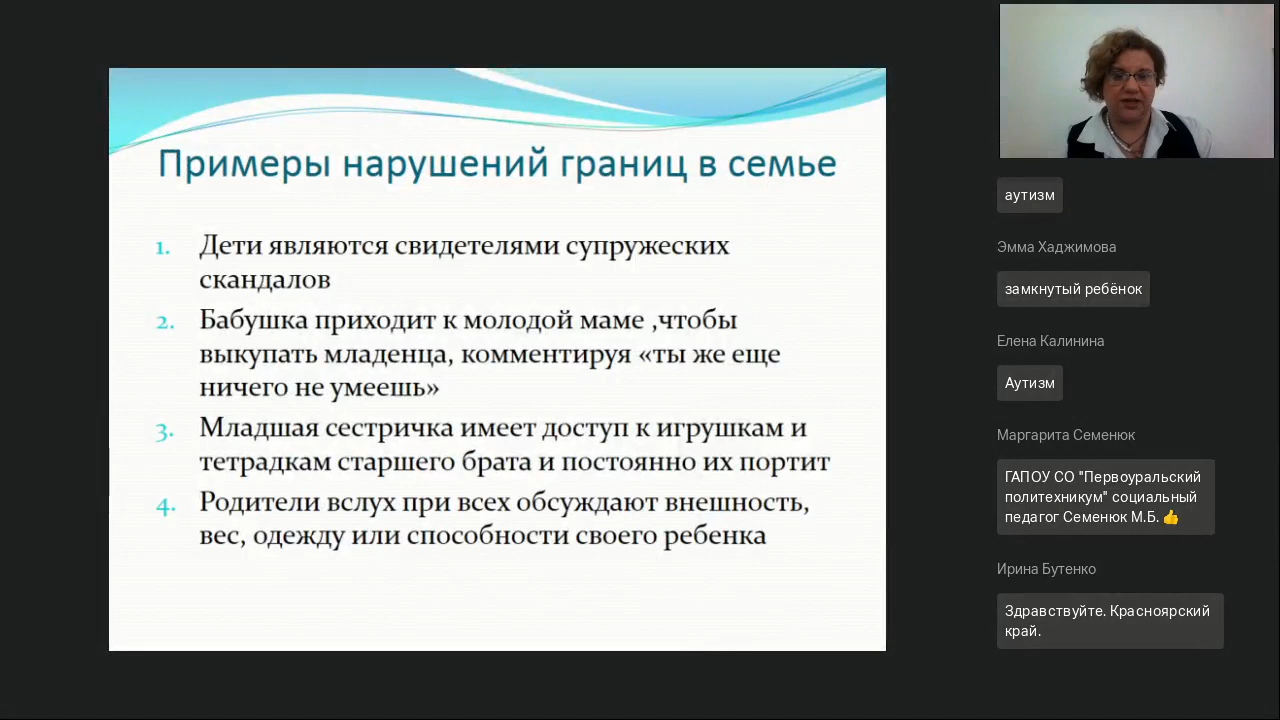 Примеры нарушений границ в семье
1. Дети являются свидетелями супружеских
скандалов
2. Бабушка приходит к молодой маме ,чтобы
выкупать младенца, комментируя «ты же еще
ничего не умеешь»
3. Младшая сестричка имеет доступ к игрушкам и
тетрадкам старшего брата и постоянно их портит
4. Родители вслух при всех обсуждают внешность,
вес, одежду или способности своего ребенка
аутизм
Эмма Хаджимова
замкнутый ребёнок
Елена Калинина
Аутизм
Маргарита Семенюк
ГАПОУ СО "Первоуральский
политехникум" социальный
педагог Семенюк М.Б. 👍
Ирина Бутенко
Здравствуйте. Красноярский
край.